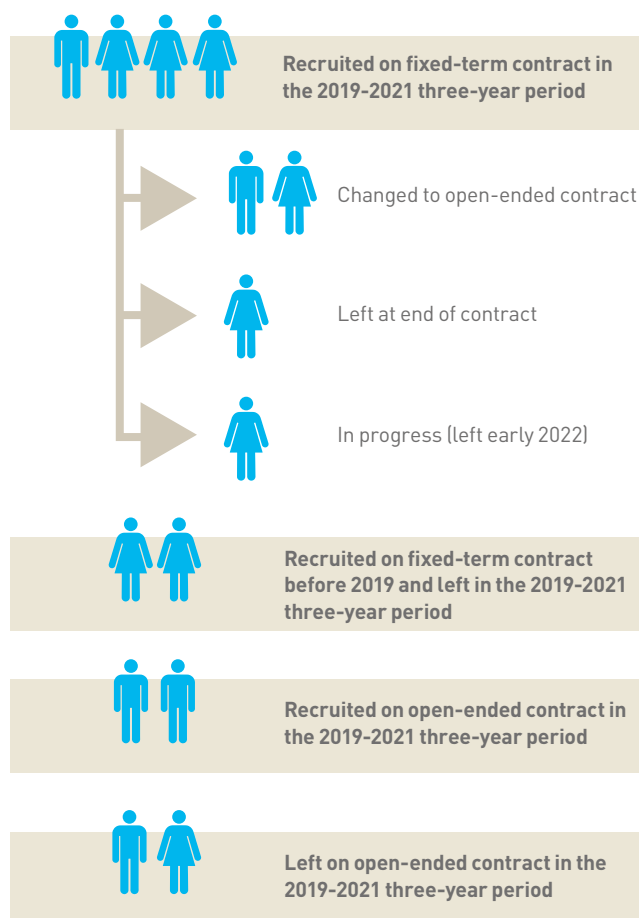 Recruited on fixed-term contract in
the 2019-2021 three-year period
Changed to open-ended contract
Left at end of contract
In progress (left early 2022)
Recruited on fixed-term contract
before 2019 and left in the 2019-2021
three-year period
Recruited on open-ended contract in
the 2019-2021 three-year period
Left on open-ended contract in the
2019-2021 three-year period